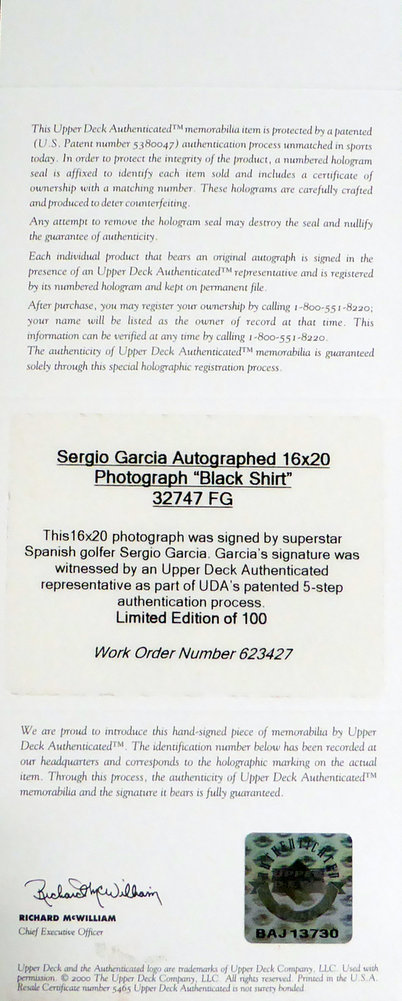 This Upper Deck Authenticated™ memorabilia item is protected by a patented
(U.S. Patent number 5380047) authentication process unmatched in sports
today. In order to protect the integrity of the product, a numbered hologram
seal is affixed to identify each item sold and includes a certificate of
ownership with a matching number. These holograms are carefully crafted
and produced to deter counterfeiting.
Any attempt to remove the hologram seal may destroy the seal and nullify
the guarantee of authenticity.
Each individual product that bears an original autograph is signed in the
presence of an Upper Deck Authenticated™ representative and is registered
by its numbered hologram and kept on permanent file.
After purchase, you may register your ownership by calling 1-800-551-8220;
your name will be listed as the owner of record at that time. This
information can be verified at any time by calling 1-800-551-8220.
The authenticity of Upper Deck Authenticated™ memorabilia is guaranteed
solely through this special holographic registration process.
Sergio Garcia Autographed 16x20
Photograph "Black Shirt"
32747 FG
This16x20 photograph was signed by superstar
Spanish golfer Sergio Garcia. Garcia's signature was
witnessed by an Upper Deck Authenticated
representative as part of UDA's patented 5-step
authentication process.
Limited Edition of 100
Work Order Number 623427
We are proud to introduce this hand-signed piece of memorabilia by Upper
Deck Authenticated™. The identification number below has been recorded at
our headquarters and corresponds to the holographic marking on the actual
item. Through this process, the authenticity of Upper Deck Authenticated™
memorabilia and the signature it bears is fully guaranteed.
Richard McWilliam
RICHARD McWILLIAM
Chief Executive Officer
AUTHENTICATED
UPPER
DECK
BAJ13730
Upper Deck and the Authenticated logo are trademarks of Upper Deck Company, LLC. Used with
permission. © 2000 The Upper Deck Company, LLC. All rights reserved. Printed in the U.S.A.
Resale Certificate number 5465 Upper Deck Authenticated is not surety bonded.